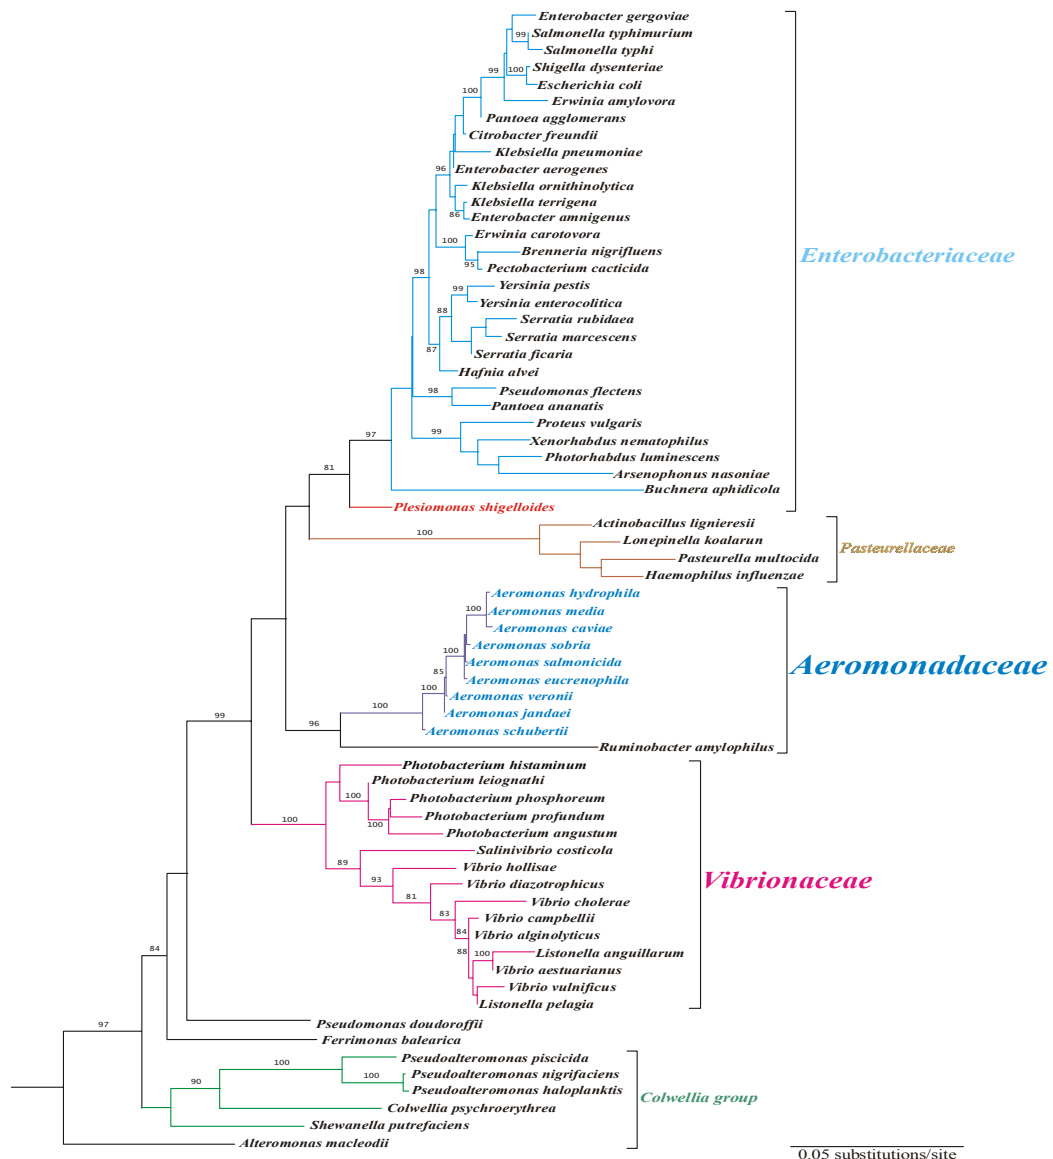 Enterobacter gergoviae
Salmonella typhimurium
99
Salmonella typhi
Shigella dysenteriae
99
100
Escherichia coli
100
Erwinia amylovora
Pantoea agglomerans
Citrobacter freundii
Klebsiella pneumoniae
96
Enterobacter aerogenes
Klebsiella ornithinolytica
Klebsiella terrigena
86
Enterobacter amnigenus
Erwinia carotovora
100
Brenneria nigrifluens
Enterobacteriaceae
95
Pectobacterium cacticida
98
Yersinia pestis
99
Yersinia enterocolitica
88
Serratia rubidaea
Serratia marcescens
87
Serratia ficaria
Hafnia alvei
98
Pseudomonas flectens
Pantoea ananatis
Proteus vulgaris
97
99
Xenorhabdus nematophilus
Photorhabdus luminescens
81
Arsenophonus nasoniae
Buchnera aphidicola
Plesiomonas shigelloides
Actinobacillus lignieresii
100
Lonepinella koalarun
Pasteurellaceae
Pasteurella multocida
Haemophilus influenzae
Aeromonas hydrophila
100
Aeromonas media
Aeromonas caviae
Aeromonas sobria
100
Aeromonas salmonicida
Aeromonadaceae
85
Aeromonas eucrenophila
100
Aeromonas veronii
100
Aeromonas jandaei
99
96
Aeromonas schubertii
Ruminobacter amylophilus
Photobacterium histaminum
Photobacterium leiognathi
100
Photobacterium phosphoreum
100
100
Photobacterium profundum
Photobacterium angustum
Salinivibrio costicola
89
Vibrio hollisae
93
Vibrionaceae
Vibrio diazotrophicus
81
Vibrio cholerae
83
Vibrio campbellii
84
Vibrio alginolyticus
88
100
Listonella anguillarum
84
Vibrio aestuarianus
Vibrio vulnificus
Listonella pelagia
97
Pseudomonas doudoroffii
Ferrimonas balearica
100
Pseudoalteromonas piscicida
100
Pseudoalteromonas nigrifaciens
90
Pseudoalteromonas haloplanktis
Colwellia group
Colwellia psychroerythrea
Shewanella putrefaciens
Alteromonas macleodii
0.05 substitutions/site